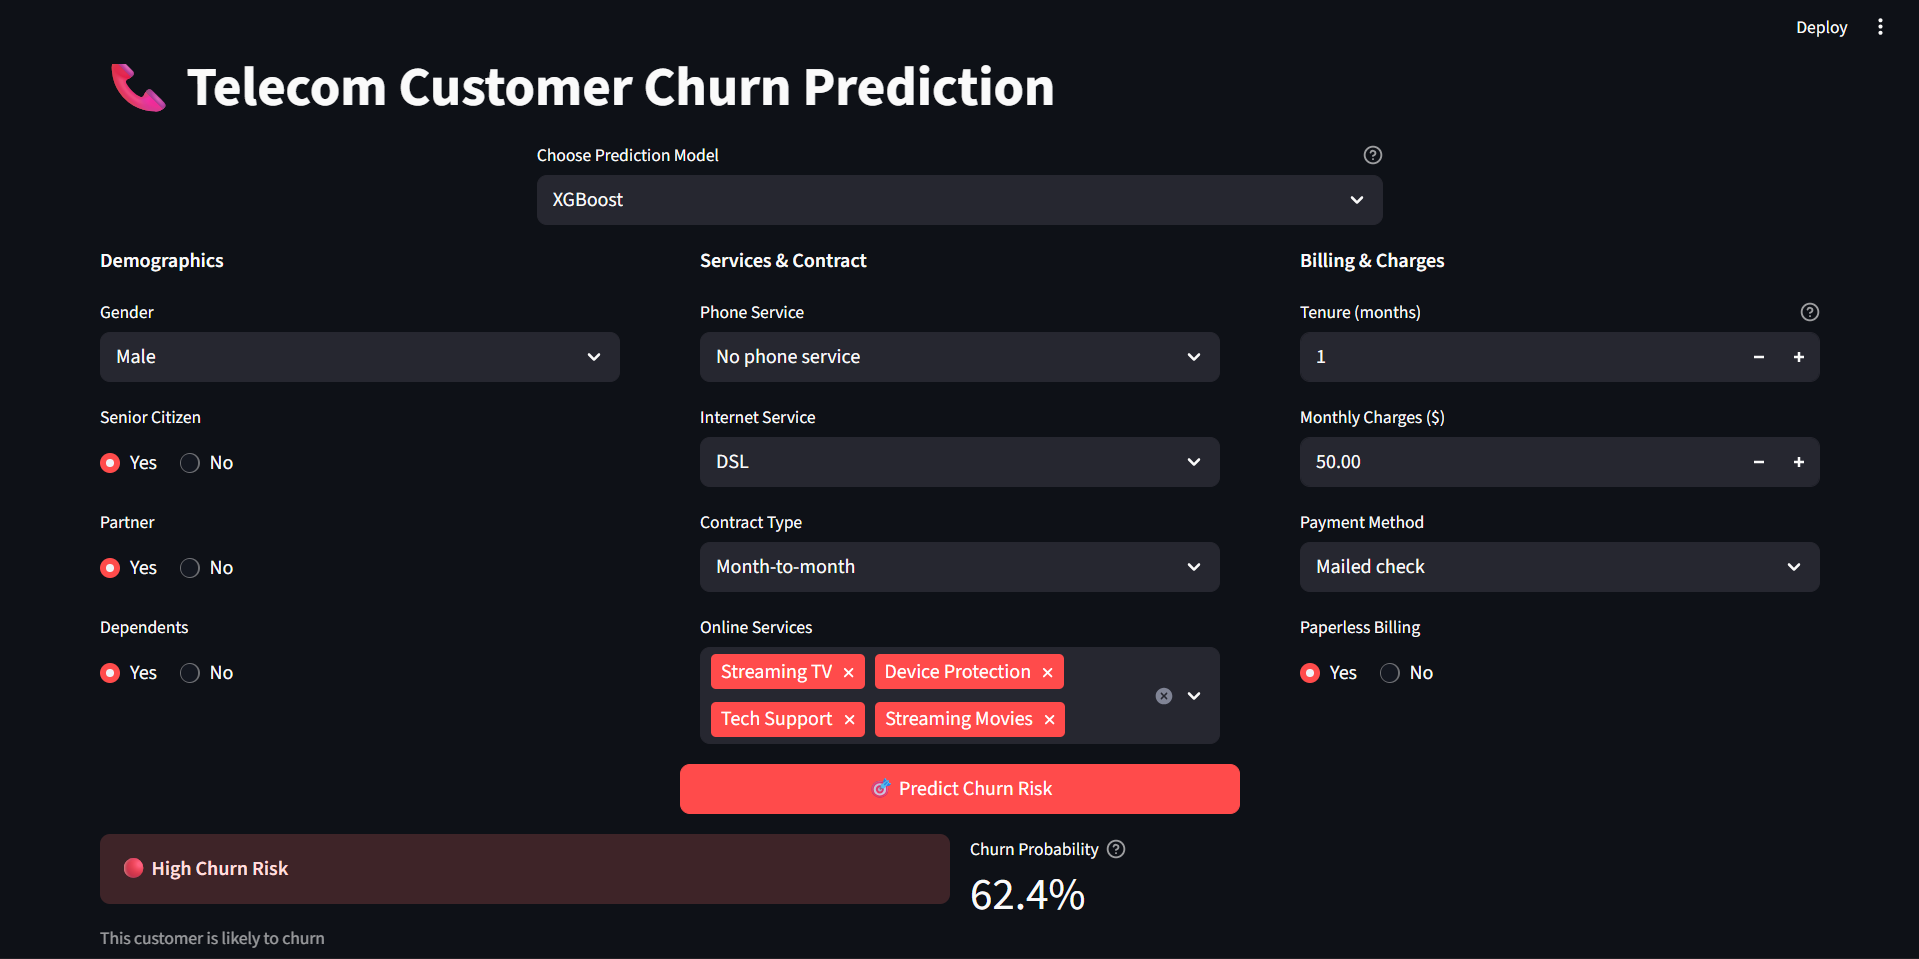 Deploy
Telecom Customer Churn Prediction
Choose Prediction Model
XGBoost
Demographics
Gender
Male
Senior Citizen
Yes No
Partner
Yes No
Dependents
Yes No
Services & Contract
Phone Service
No phone service
Internet Service
DSL
Contract Type
Month-to-month
Online Services
Streaming TV × Device Protection ×
Tech Support × Streaming Movies ×
Billing & Charges
Tenure (months)
1
Monthly Charges ($)
50.00
Payment Method
Mailed check
Paperless Billing
Yes No
Predict Churn Risk
High Churn Risk
This customer is likely to churn
Churn Probability
62.4%